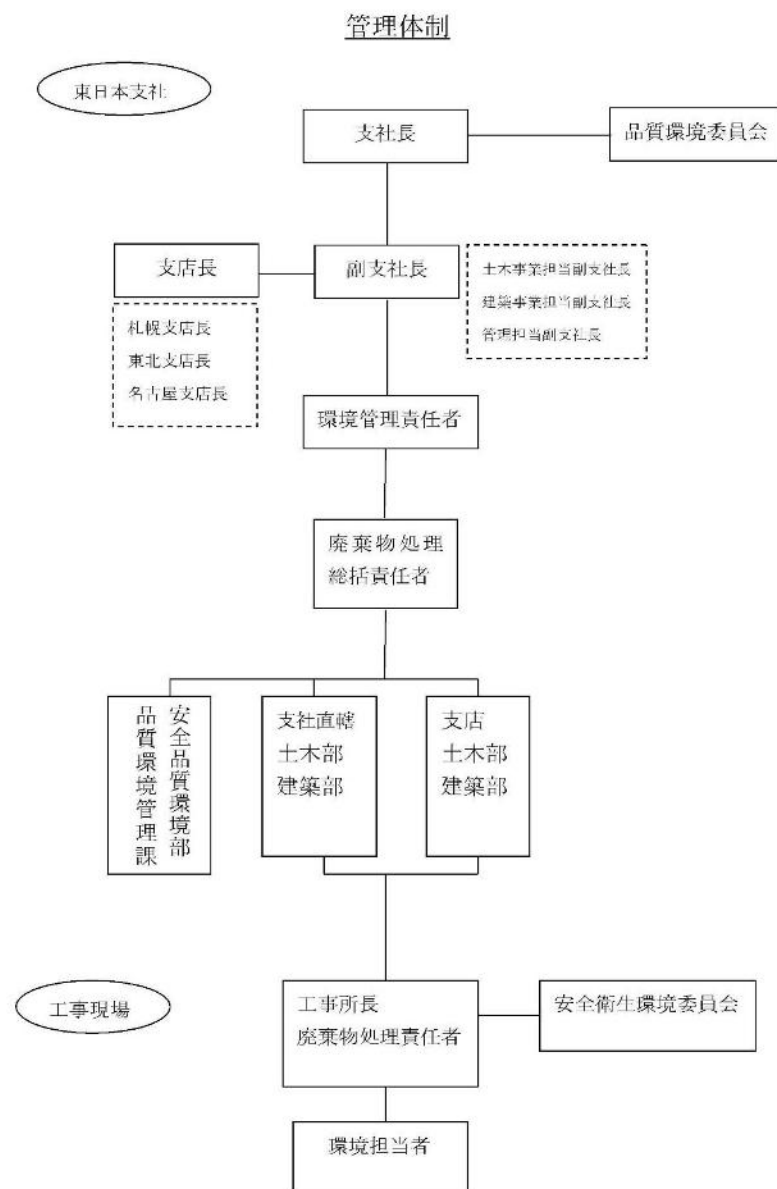 管理体制
東日本支社
支社長
品質環境委員会
支店長
副支社長
土木事業担当副支社長
建築事業担当副支社長
管理担当副支社長
札幌支店長
東北支店長
名古屋支店長
環境管理責任者
廃棄物処理
総括責任者
安全品質環境部
品質環境管理課
支社直轄
土木部
建築部
支店
土木部
建築部
工事現場
工事所長
廃棄物処理責任者
安全衛生環境委員会
環境担当者